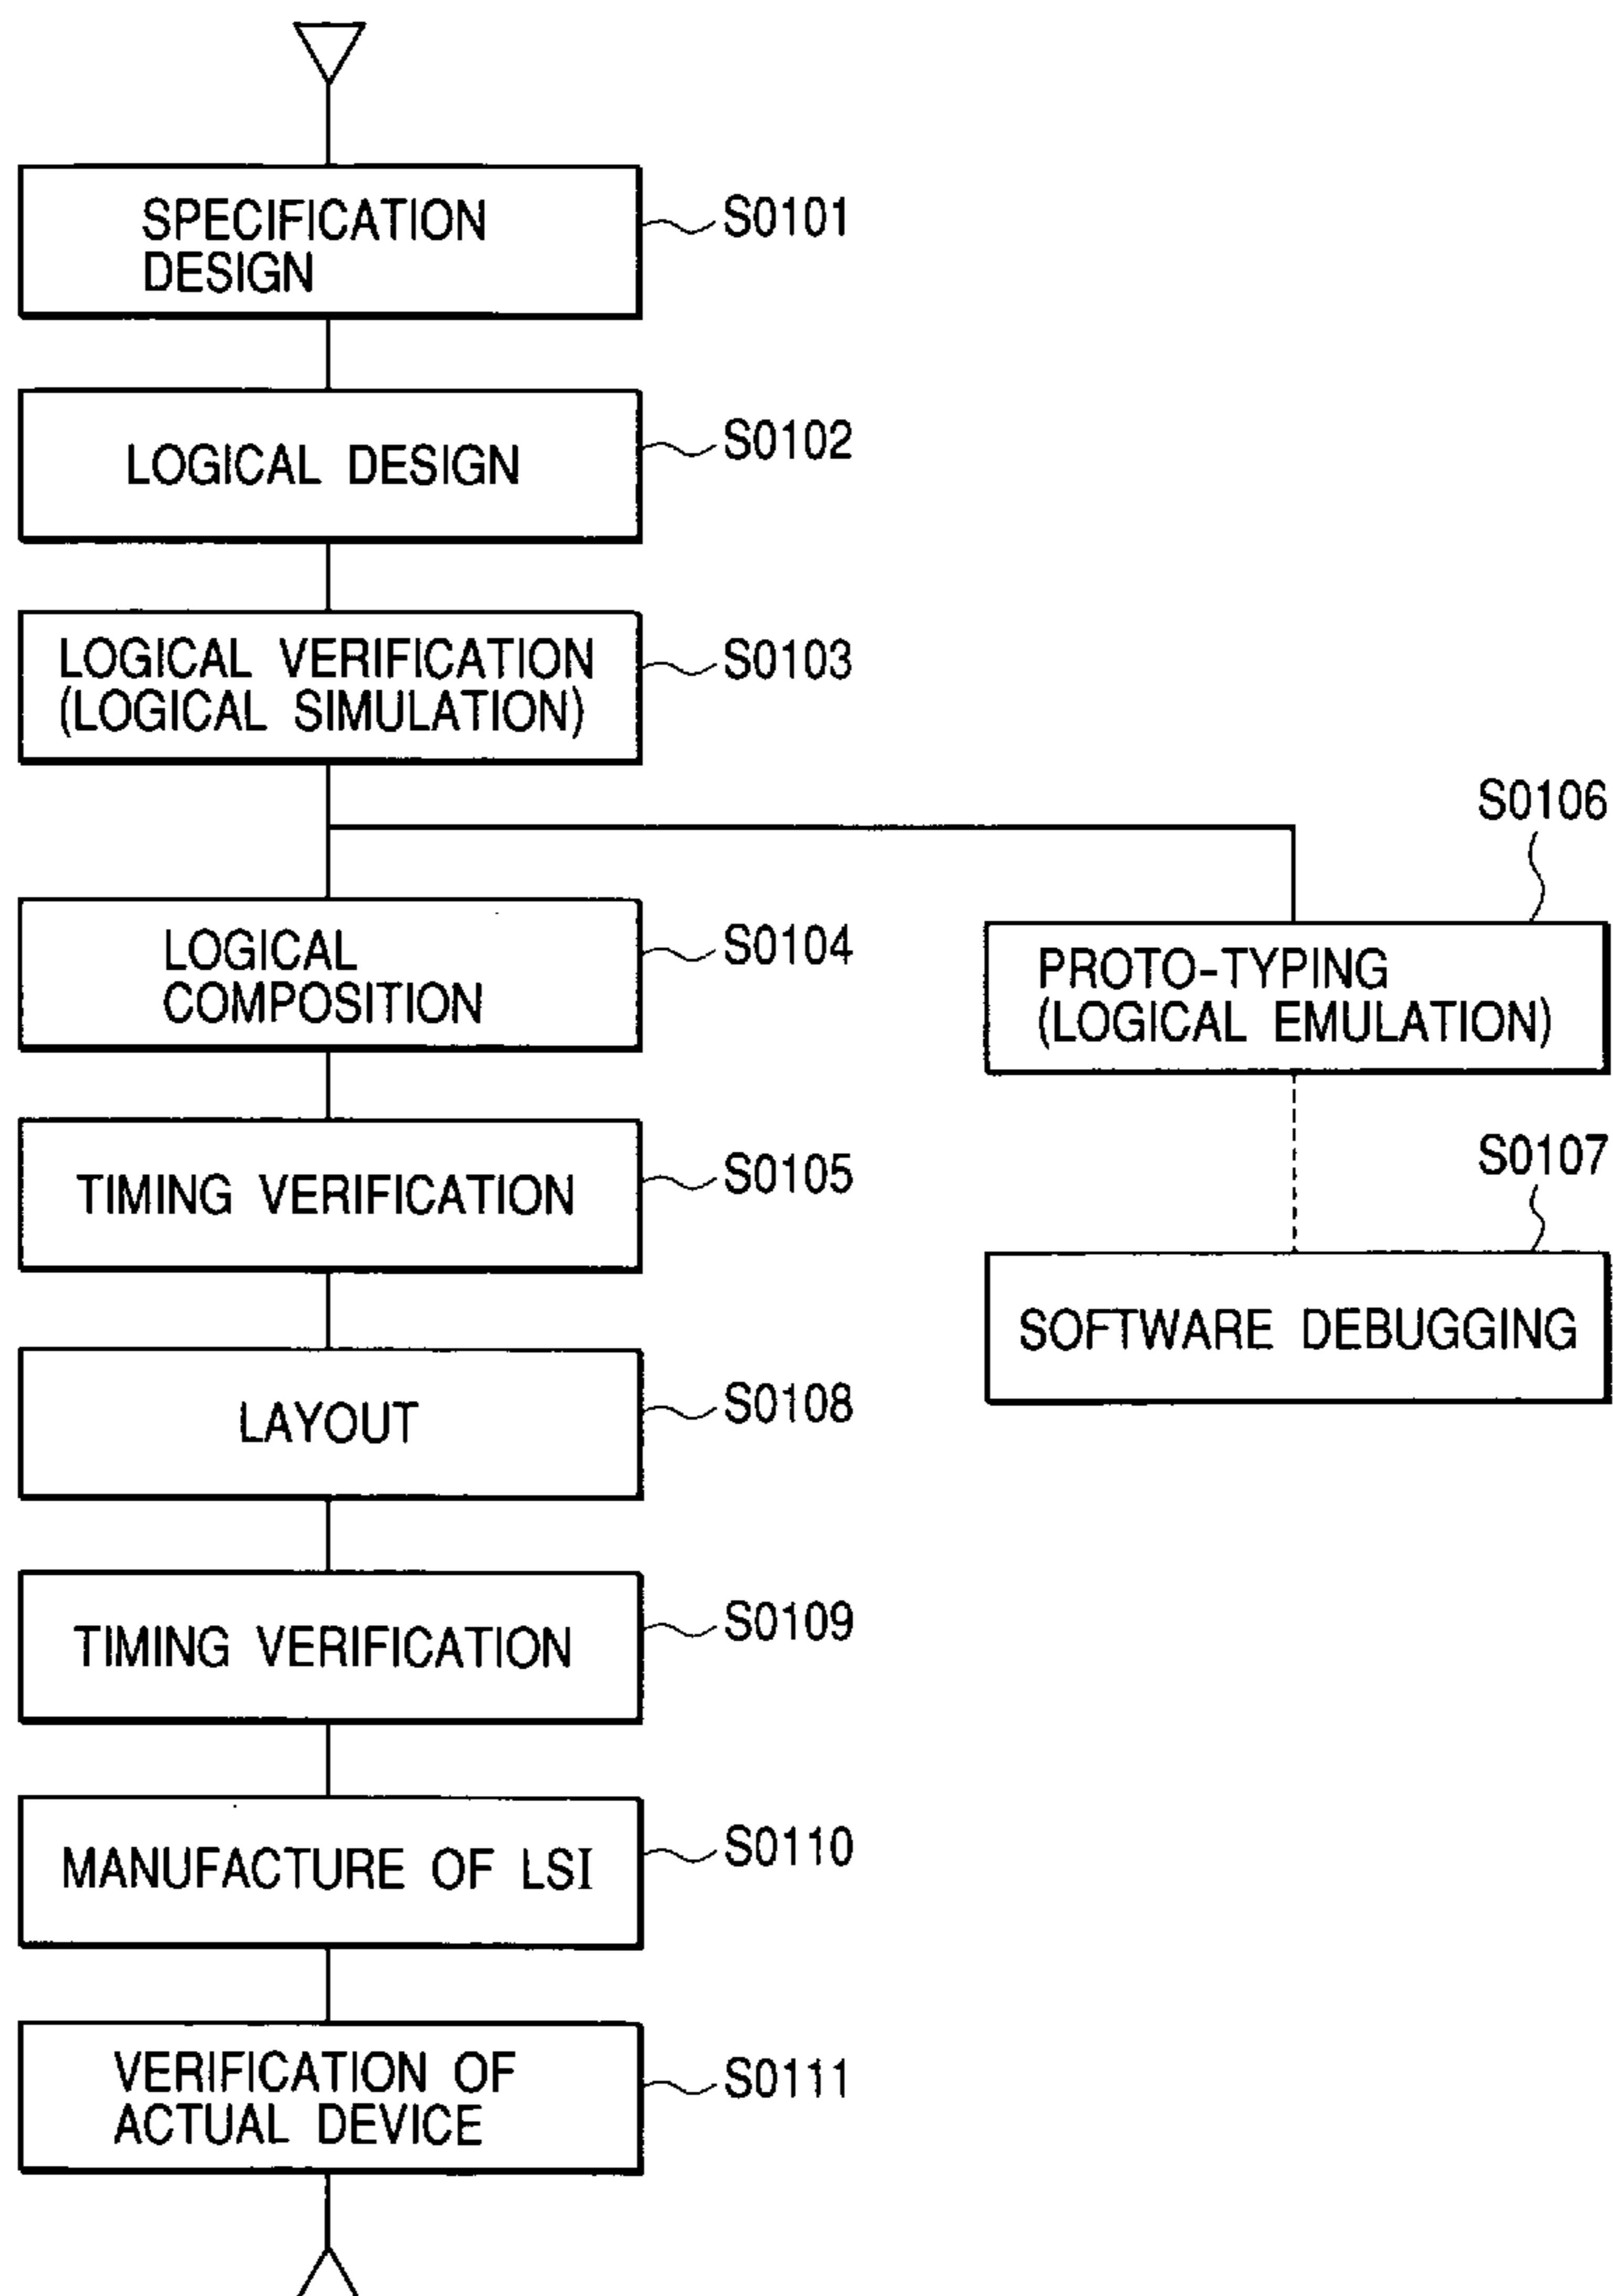 SPECIFICATION
DESIGN
S0101
LOGICAL DESIGN
S0102
LOGICAL VERIFICATION
(LOGICAL SIMULATION)
S0103
S0106
LOGICAL
COMPOSITION
S0104
PROTO-TYPING
(LOGICAL EMULATION)
TIMING VERIFICATION
S0105
S0107
SOFTWARE DEBUGGING
LAYOUT
S0108
TIMING VERIFICATION
S0109
MANUFACTURE OF LSI
S0110
VERIFICATION OF
ACTUAL DEVICE
S0111